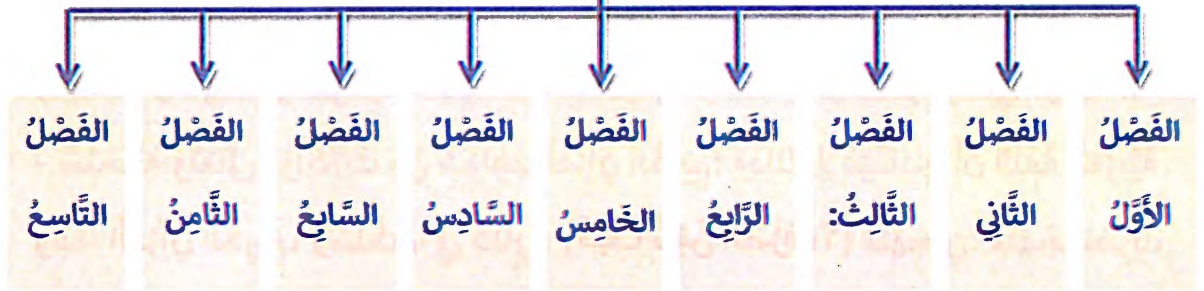 الفَصْلُ الأَوَّلُ
الفَصْلُ الثَّانِي
الفَصْلُ الثَّالِثُ:
الفَصْلُ الرَّابِعُ
الفَصْلُ الخَامِسُ
الفَصْلُ السَّادِسُ
الفَصْلُ السَّابِعُ
الفَصْلُ الثَّامِنُ
الفَصْلُ التَّاسِعُ